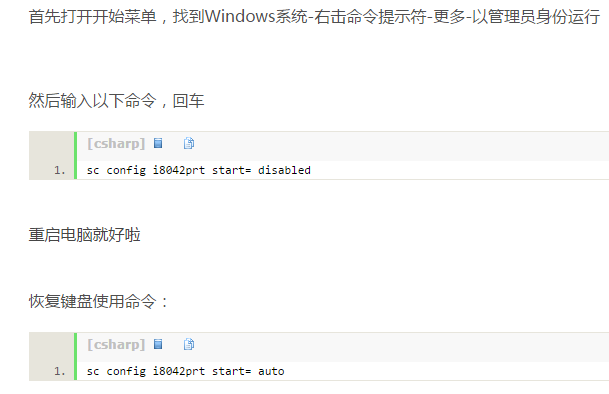 首先打开开始菜单，找到Windows系统-右击命令提示符-更多-以管理员身份运行
然后输入以下命令，回车
[csharp]
1. sc config i8042prt start= disabled
重启电脑就好啦
恢复键盘使用命令：
[csharp]
1. sc config i8042prt start= auto